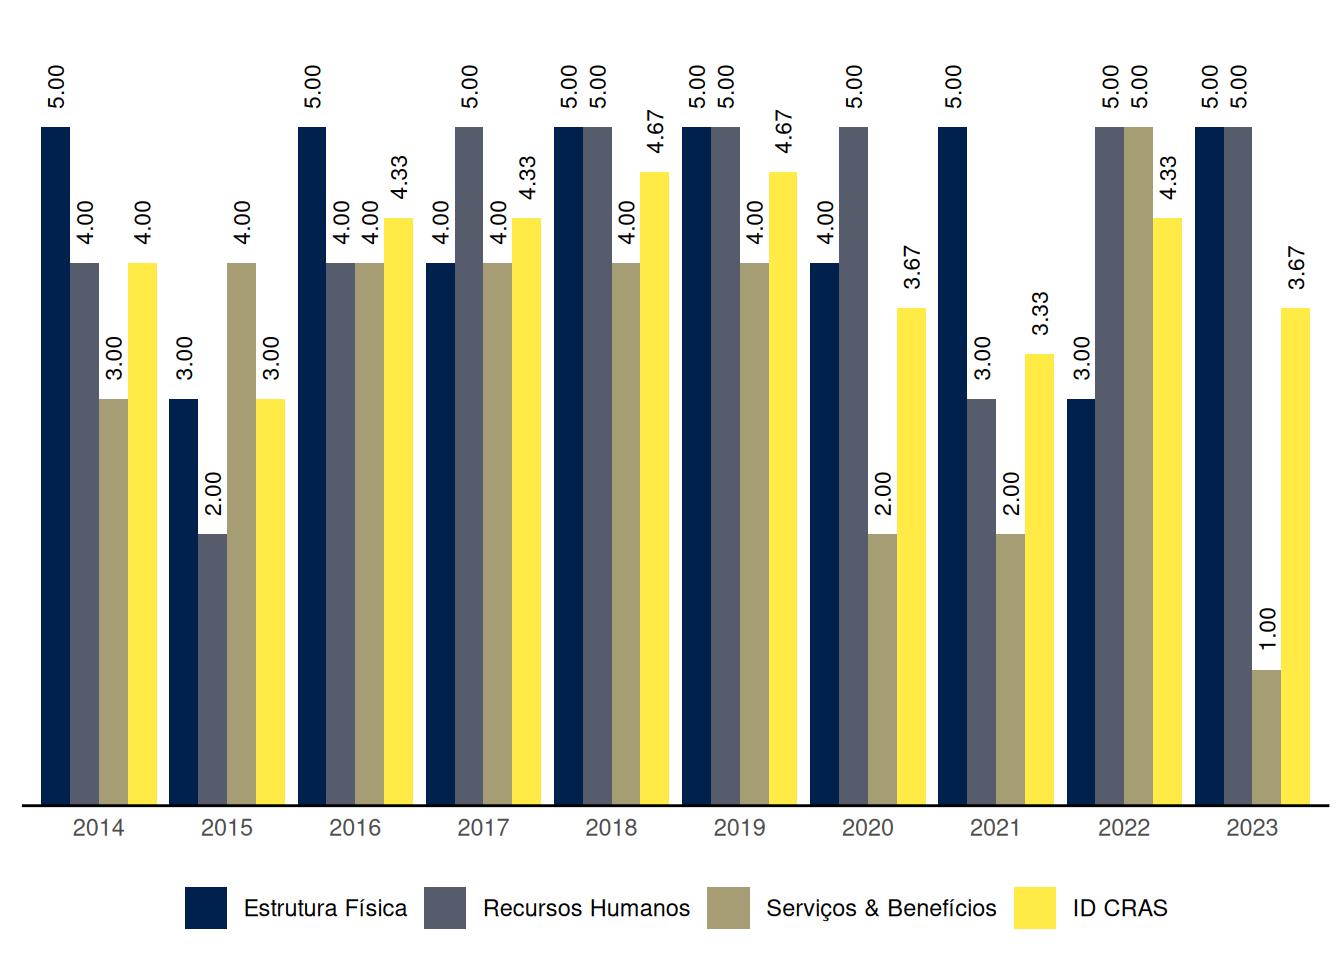 5.00 4.00 3.00 4.00
3.00 2.00 4.00 3.00
5.00 4.00 4.00 4.33
4.00 5.00 4.00 4.33
5.00 5.00 4.00 4.67
5.00 5.00 4.00 4.67
4.00 5.00 2.00 3.67
5.00 3.00 2.00 3.33
3.00 5.00 5.00 4.33
5.00 5.00 1.00 3.67
2014 2015 2016 2017 2018 2019 2020 2021 2022 2023
Estrutura Física Recursos Humanos Serviços & Benefícios ID CRAS